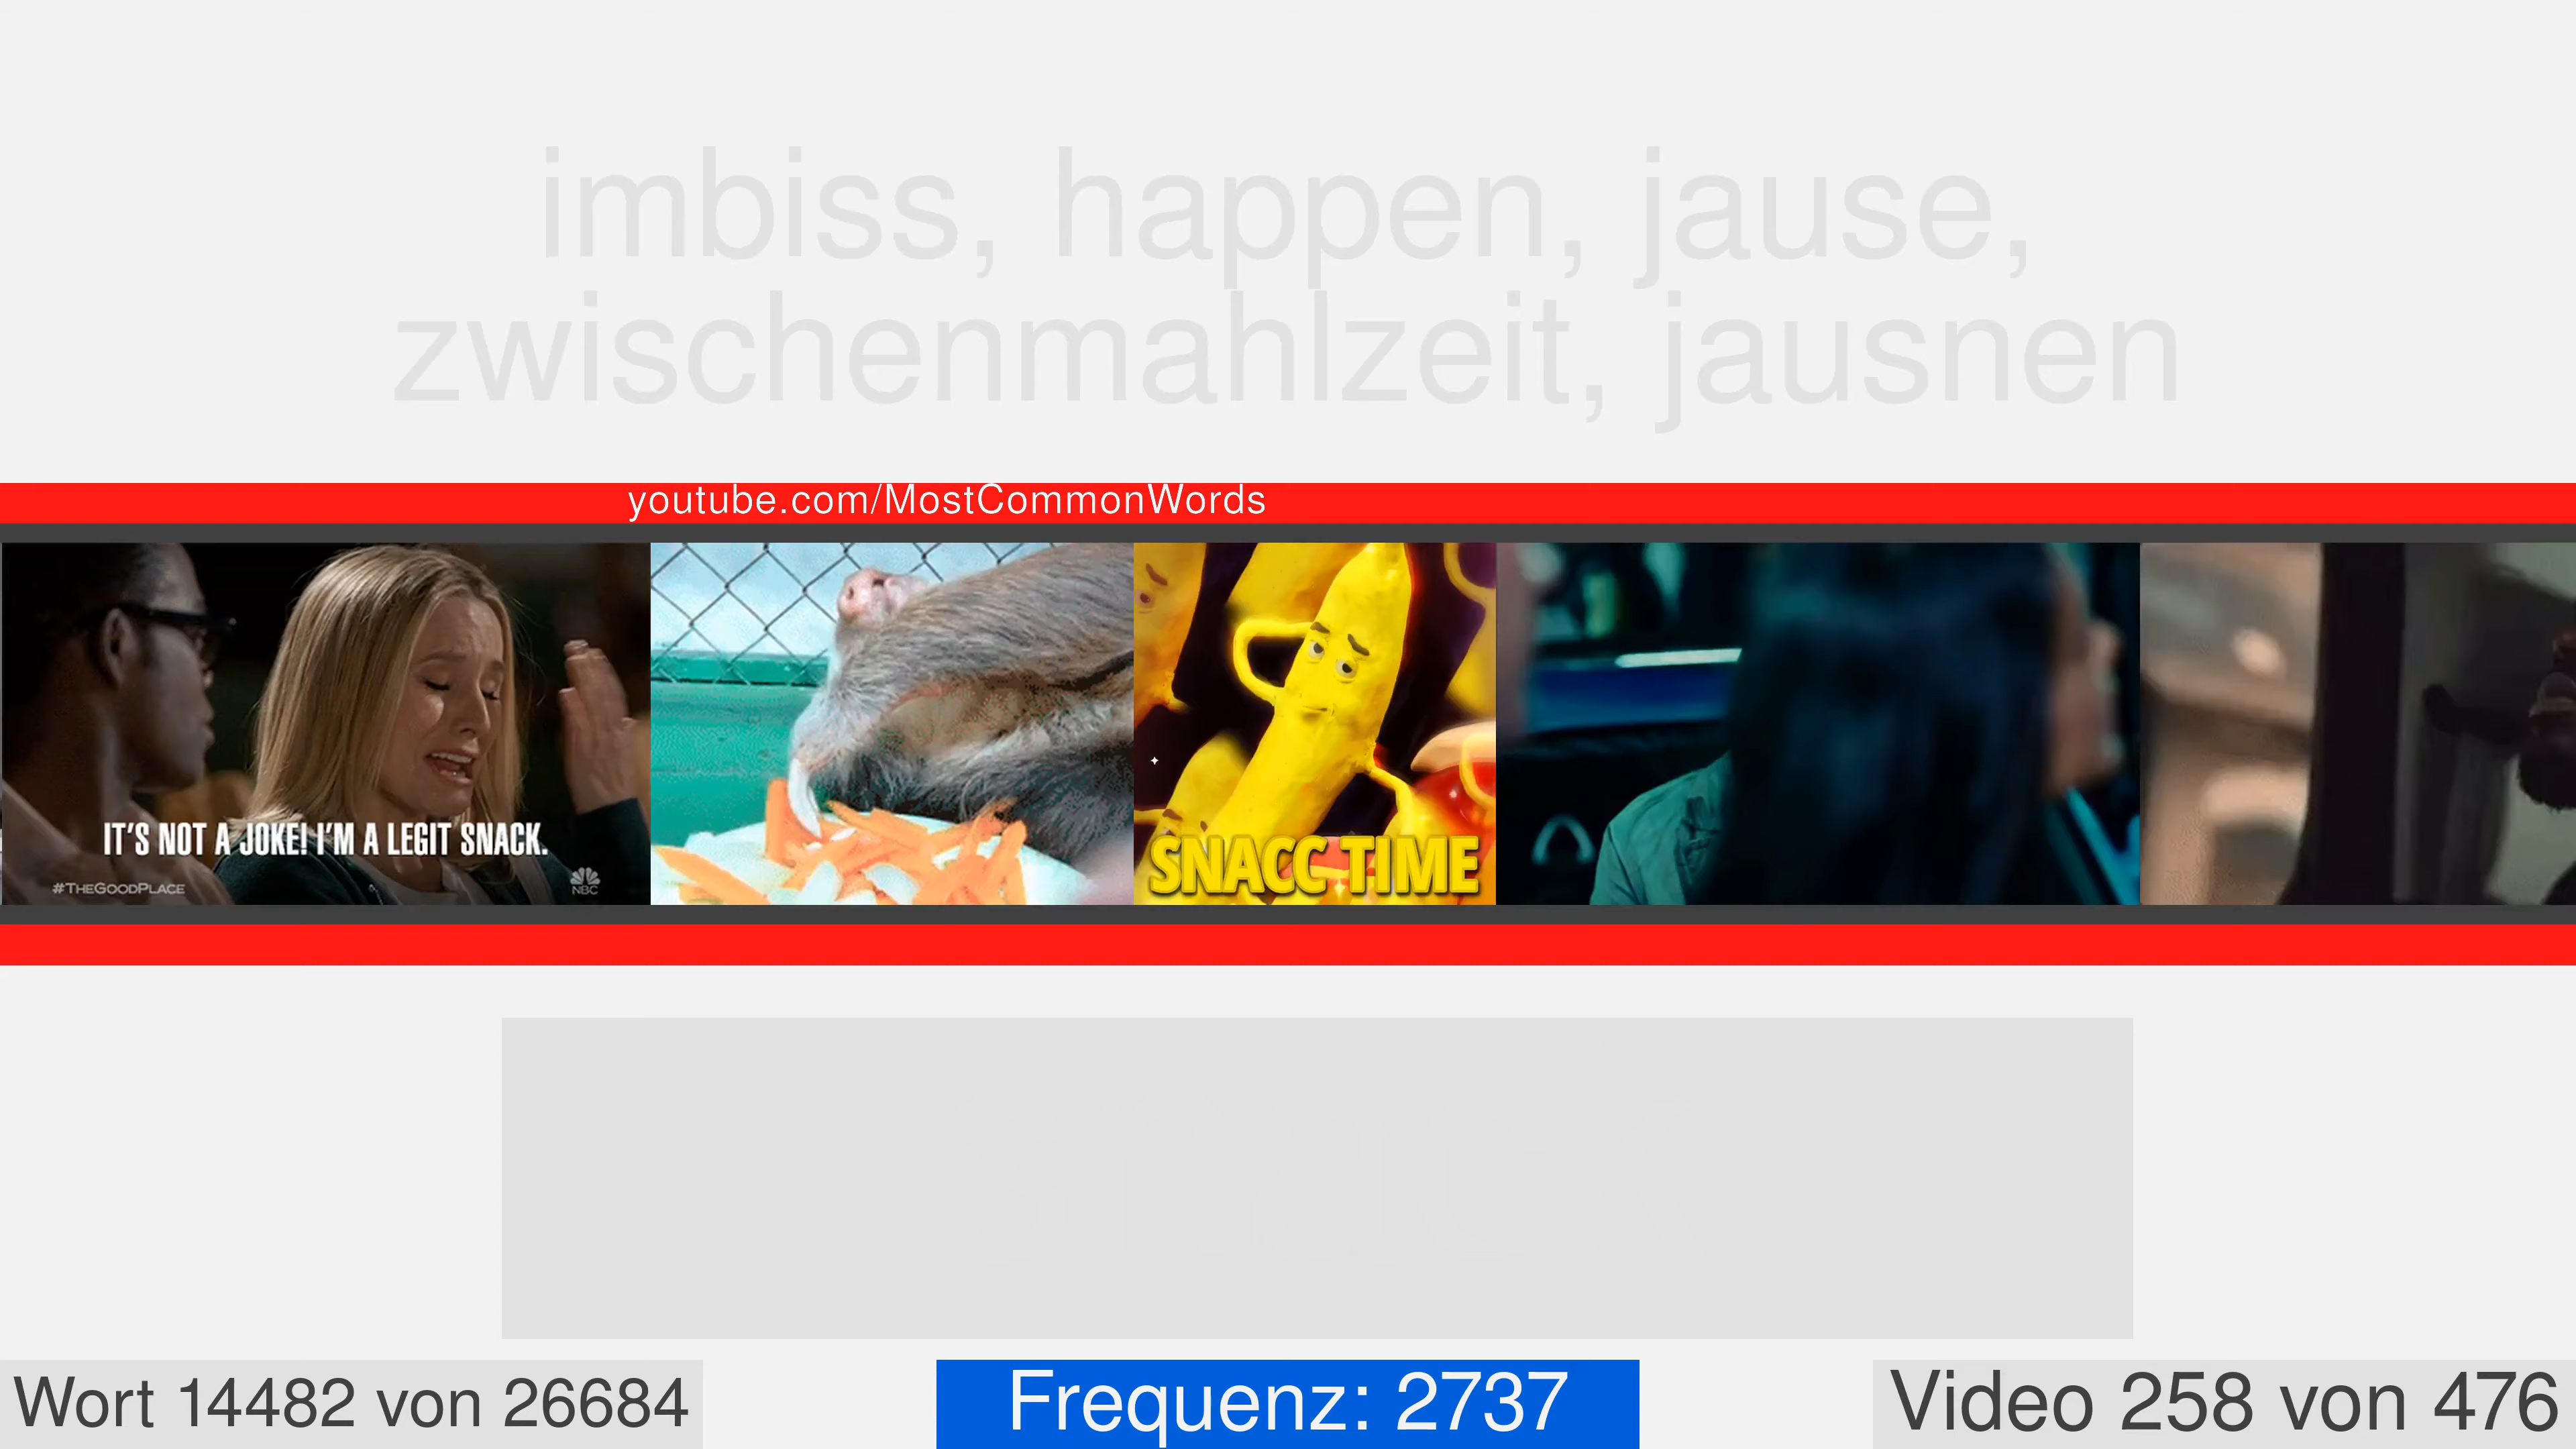 imbiss, happen, jause,
zwischenmahlzeit, jausnen
youtube.com/MostCommonWords
IT'S NOT A JOKE! I'M A LEGIT SNACK.
#THEGOODPLACE
NBC
SNACC TIME
snack
Wort 14482 von 26684
Frequenz: 2737
Video 258 von 476